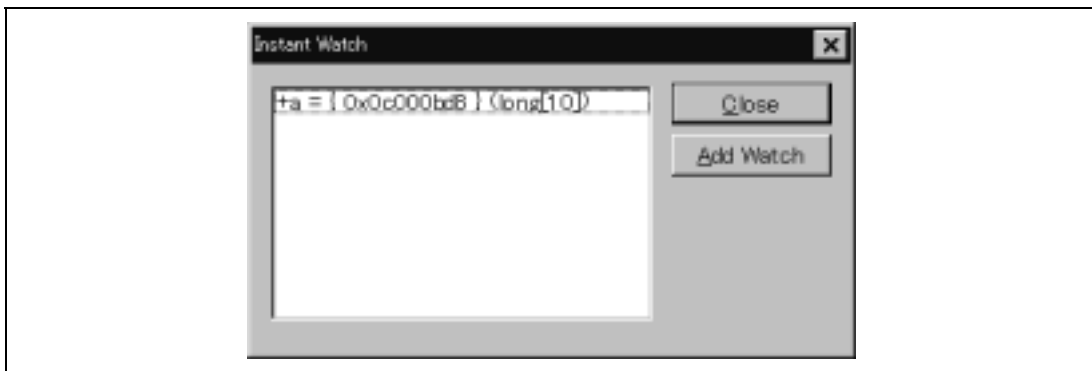 Instant Watch
+a = { 0x0c000bd8 } (long[10])
Close
Add Watch